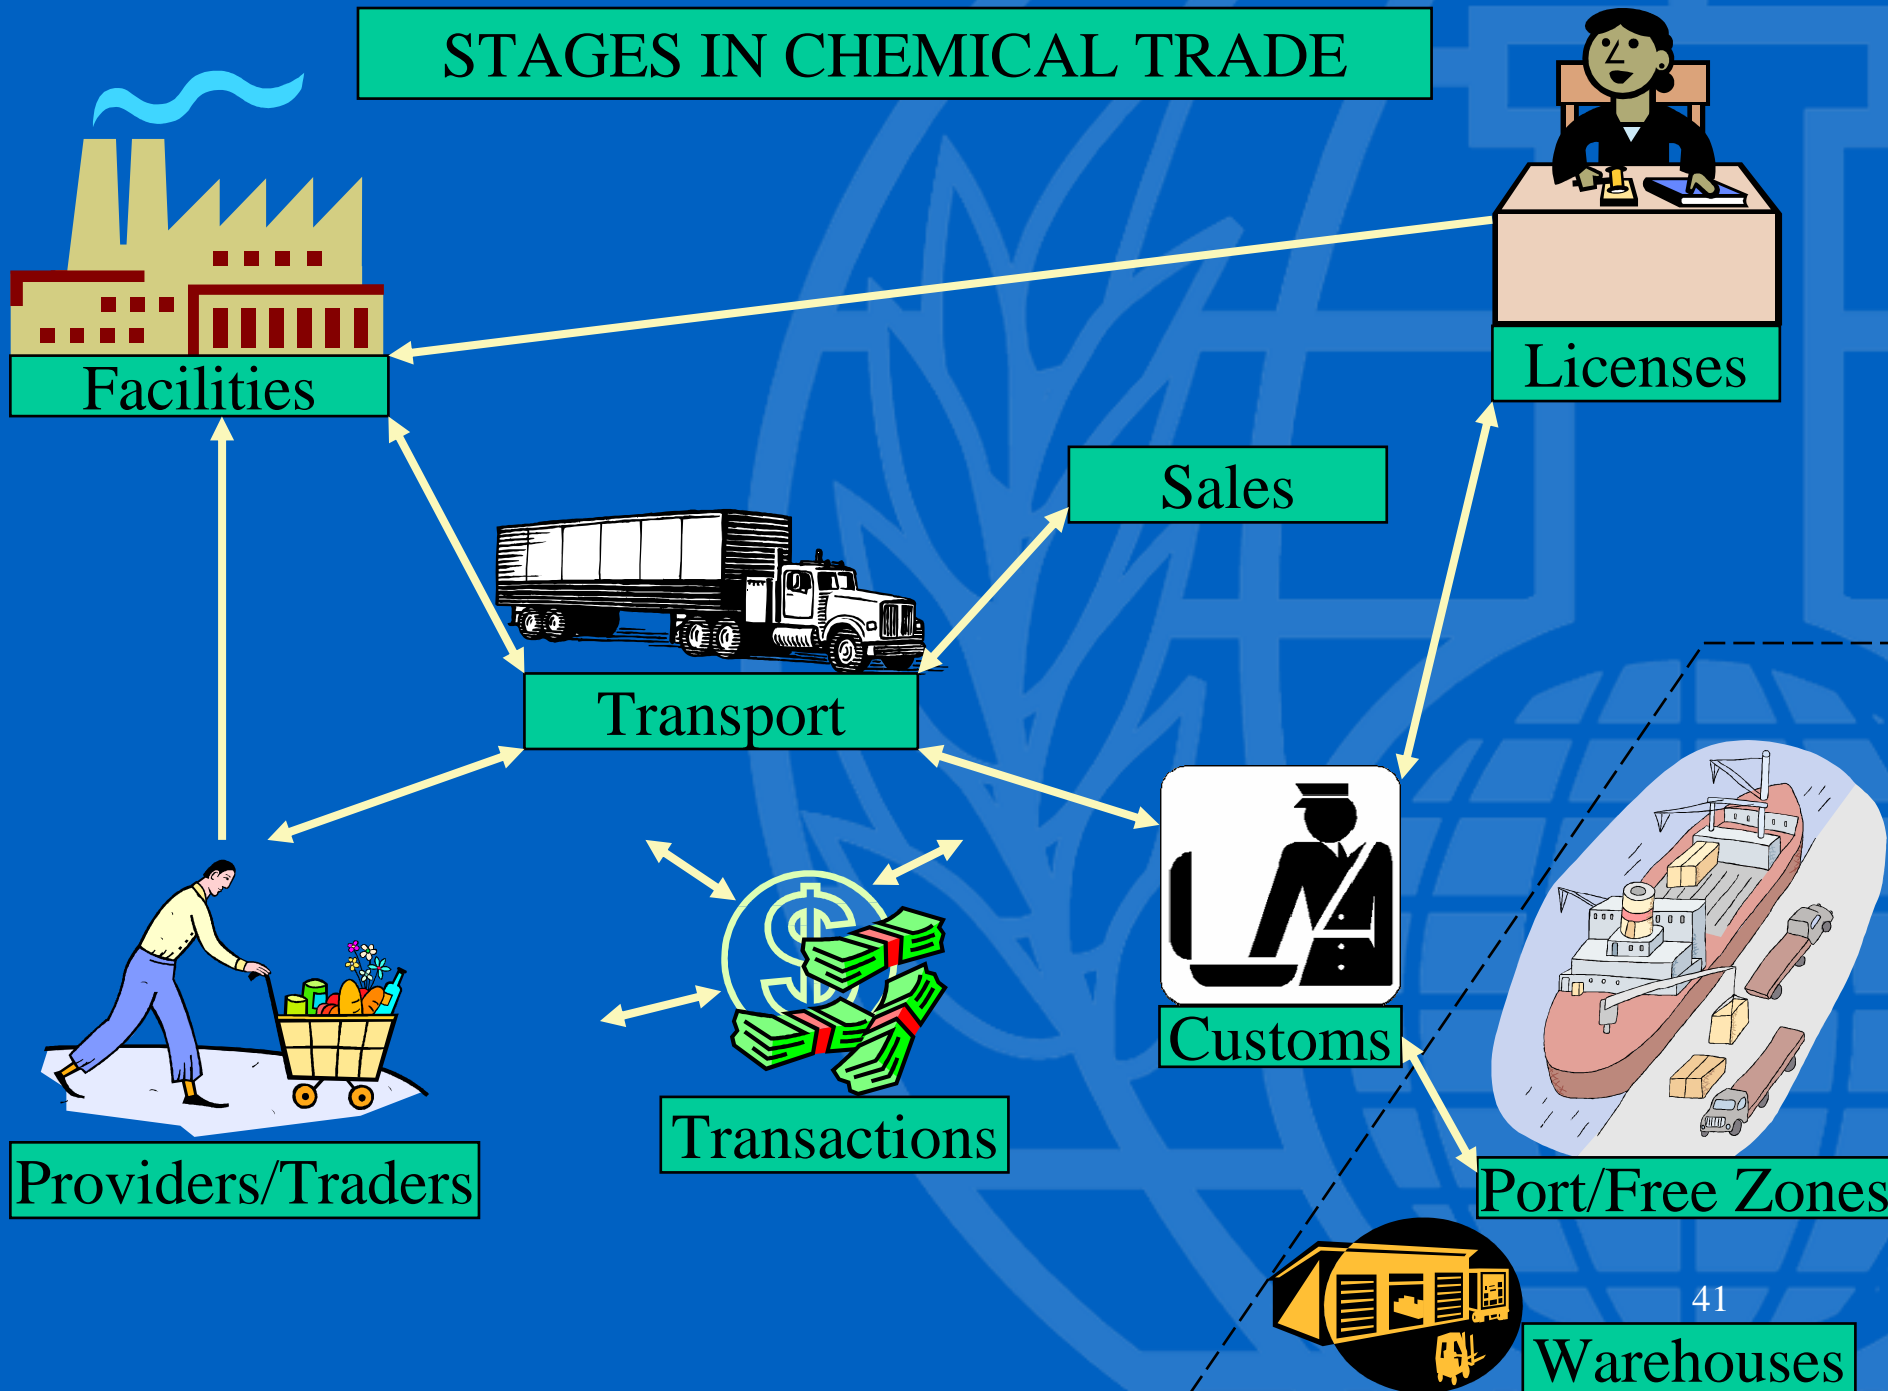 STAGES IN CHEMICAL TRADE
Facilities
Licenses
Sales
Transport
Customs
Transactions
Providers/Traders
Port/Free Zones
41
Warehouses